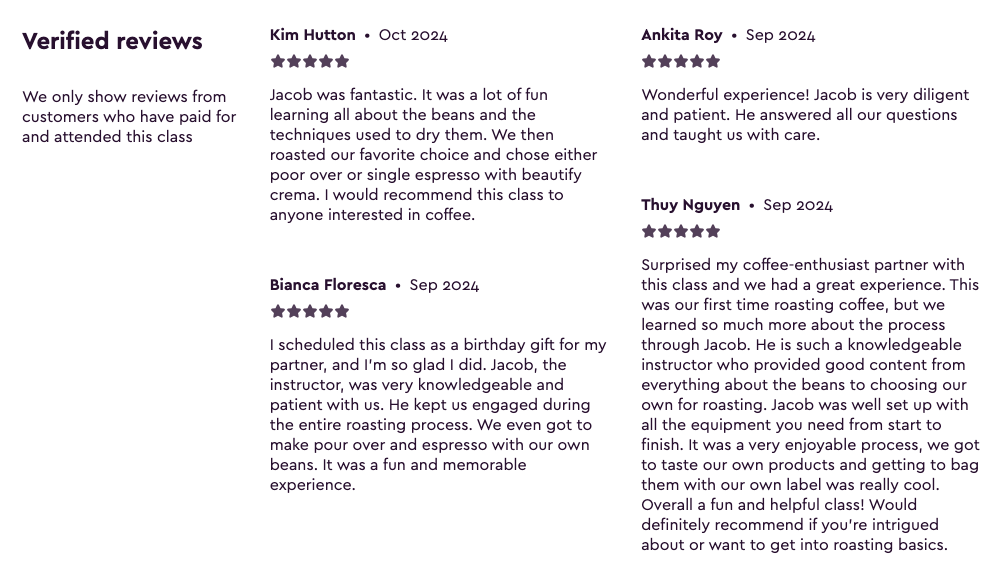 Verified reviews
We only show reviews from
customers who have paid for
and attended this class
Kim Hutton • Oct 2024
Jacob was fantastic. It was a lot of fun
learning all about the beans and the
techniques used to dry them. We then
roasted our favorite choice and chose either
poor over or single espresso with beautify
crema. I would recommend this class to
anyone interested in coffee.
Bianca Floresca • Sep 2024
I scheduled this class as a birthday gift for my
partner, and I'm so glad I did. Jacob, the
instructor, was very knowledgeable and
patient with us. He kept us engaged during
the entire roasting process. We even got to
make pour over and espresso with our own
beans. It was a fun and memorable
experience.
Ankita Roy • Sep 2024
Wonderful experience! Jacob is very diligent
and patient. He answered all our questions
and taught us with care.
Thuy Nguyen • Sep 2024
Surprised my coffee-enthusiast partner with
this class and we had a great experience. This
was our first time roasting coffee, but we
learned so much more about the process
through Jacob. He is such a knowledgeable
instructor who provided good content from
everything about the beans to choosing our
own for roasting. Jacob was well set up with
all the equipment you need from start to
finish. It was a very enjoyable process, we got
to taste our own products and getting to bag
them with our own label was really cool.
Overall a fun and helpful class! Would
definitely recommend if you're intrigued
about or want to get into roasting basics.